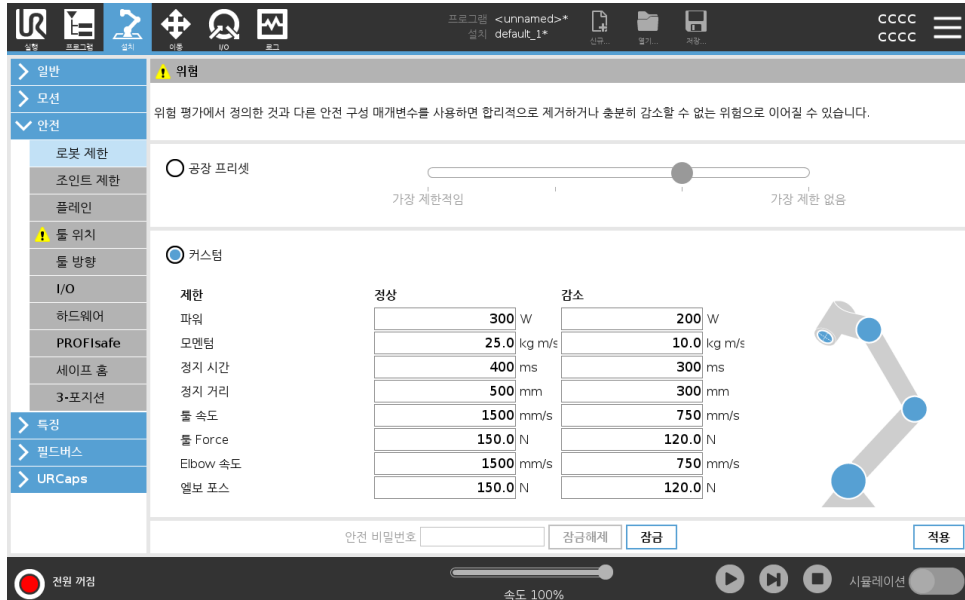 프로그램 <unnamed>*
설치 default_1*
CCCC
CCCC
실행
프로그램
설치
이동
I/O
로그
신규...
열기...
저장...
일반
모션
안전
로봇 제한
조인트 제한
플레인
툴 위치
툴 방향
I/O
하드웨어
PROFIsafe
세이프 홈
3-포지션
특징
필드버스
URCaps
위험
위험 평가에서 정의한 것과 다른 안전 구성 매개변수를 사용하면 합리적으로 제거하거나 충분히 감소할 수 없는 위험으로 이어질 수 있습니다.
공장 프리셋
가장 제한적임 가장 제한 없음
커스텀
제한 정상 감소
파워 300 W 200 W
모멘텀 25.0 kg m/s 10.0 kg m/s
정지 시간 400 ms 300 ms
정지 거리 500 mm 300 mm
툴 속도 1500 mm/s 750 mm/s
툴 Force 150.0 N 120.0 N
Elbow 속도 1500 mm/s 750 mm/s
엘보 포스 150.0 N 120.0 N
안전 비밀번호 잠금해제 잠금 적용
전원 꺼짐
속도 100%
시뮬레이션